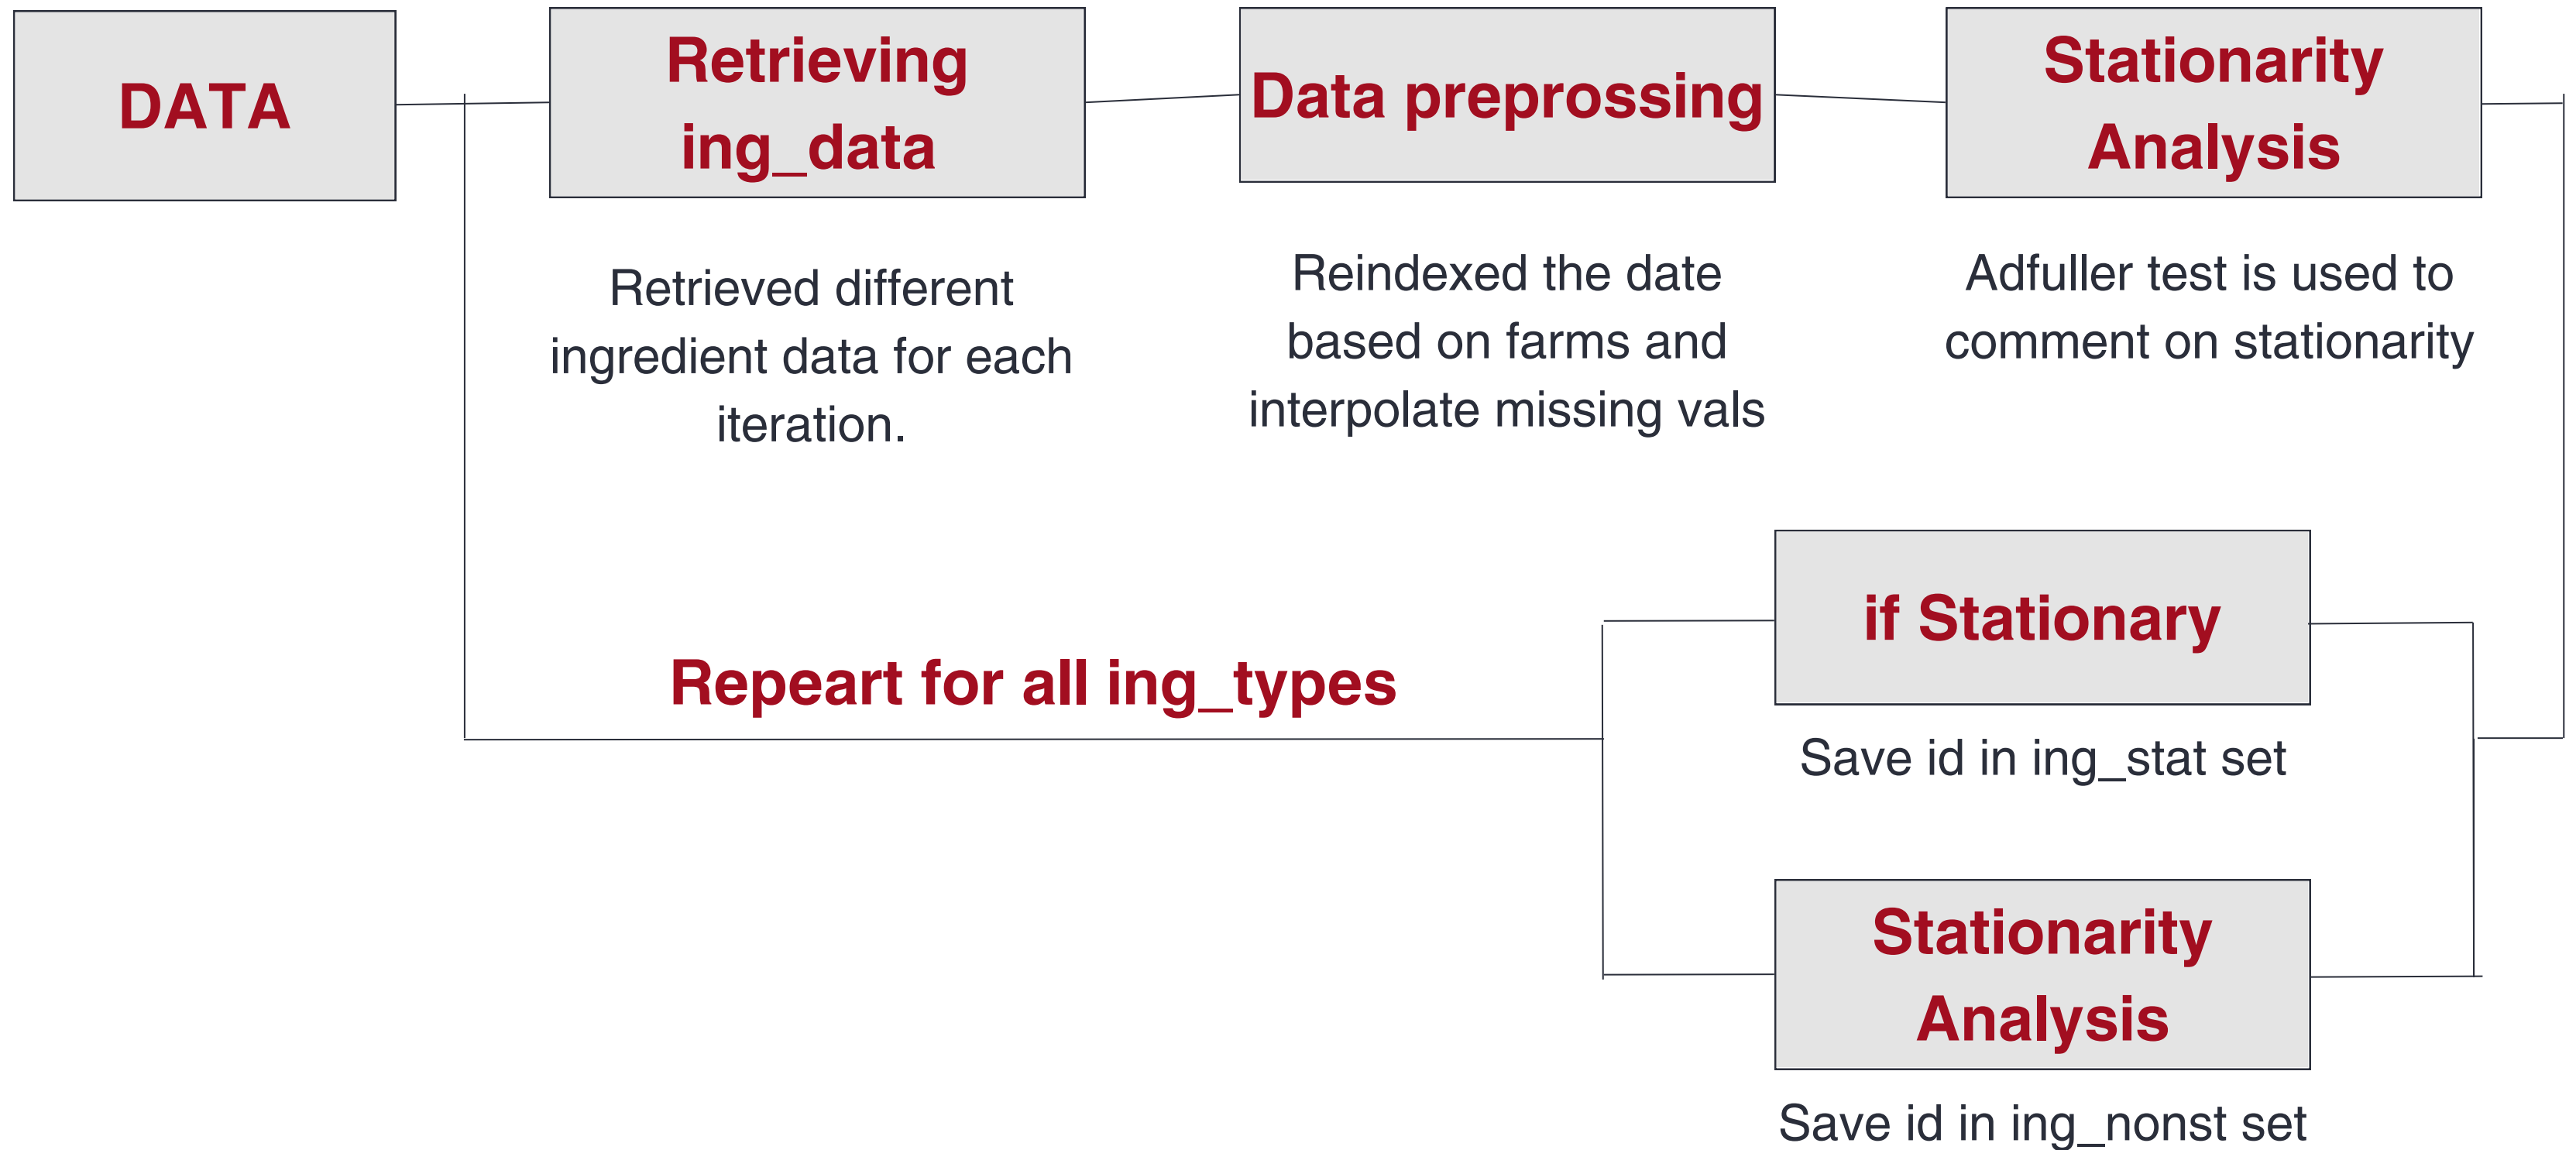 DATA
Retrieving
ing_data
Data preprossing
Stationarity
Analysis
Retrieved different
ingredient data for each
iteration.
Reindexed the date
based on farms and
interpolate missing vals
Adfuller test is used to
comment on stationarity
if Stationary
Save id in ing_stat set
Repeart for all ing_types
Stationarity
Analysis
Save id in ing_nonst set